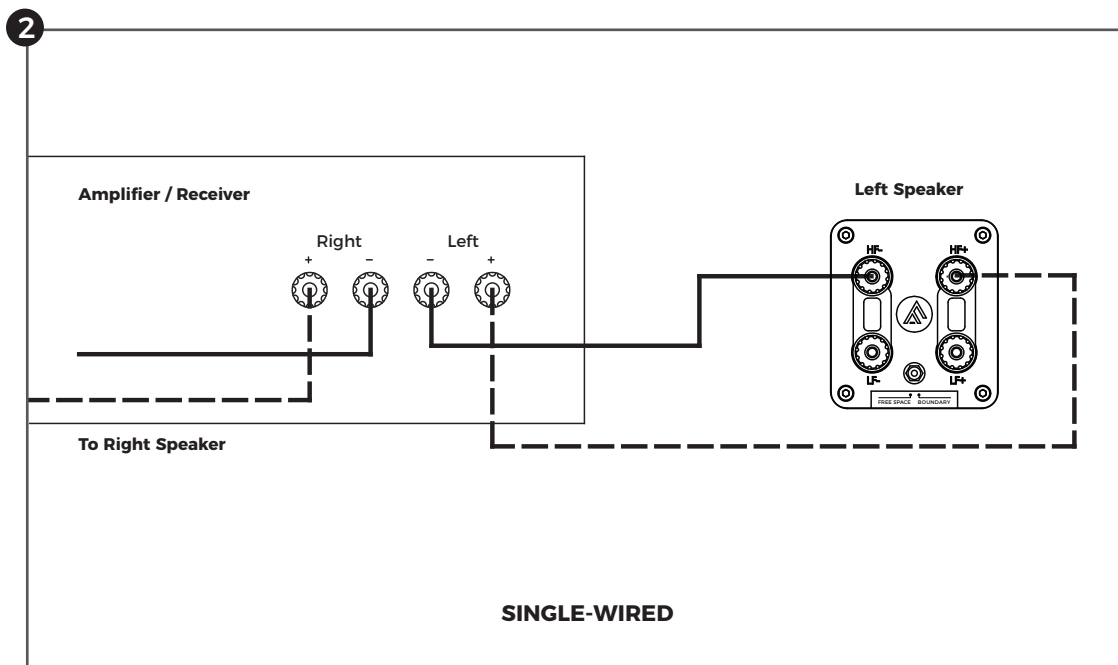 2
Amplifier / Receiver
Left Speaker
Right Left
+ − − +
HF- HF+
LF- LF+
FREE SPACE BOUNDARY
To Right Speaker
SINGLE-WIRED